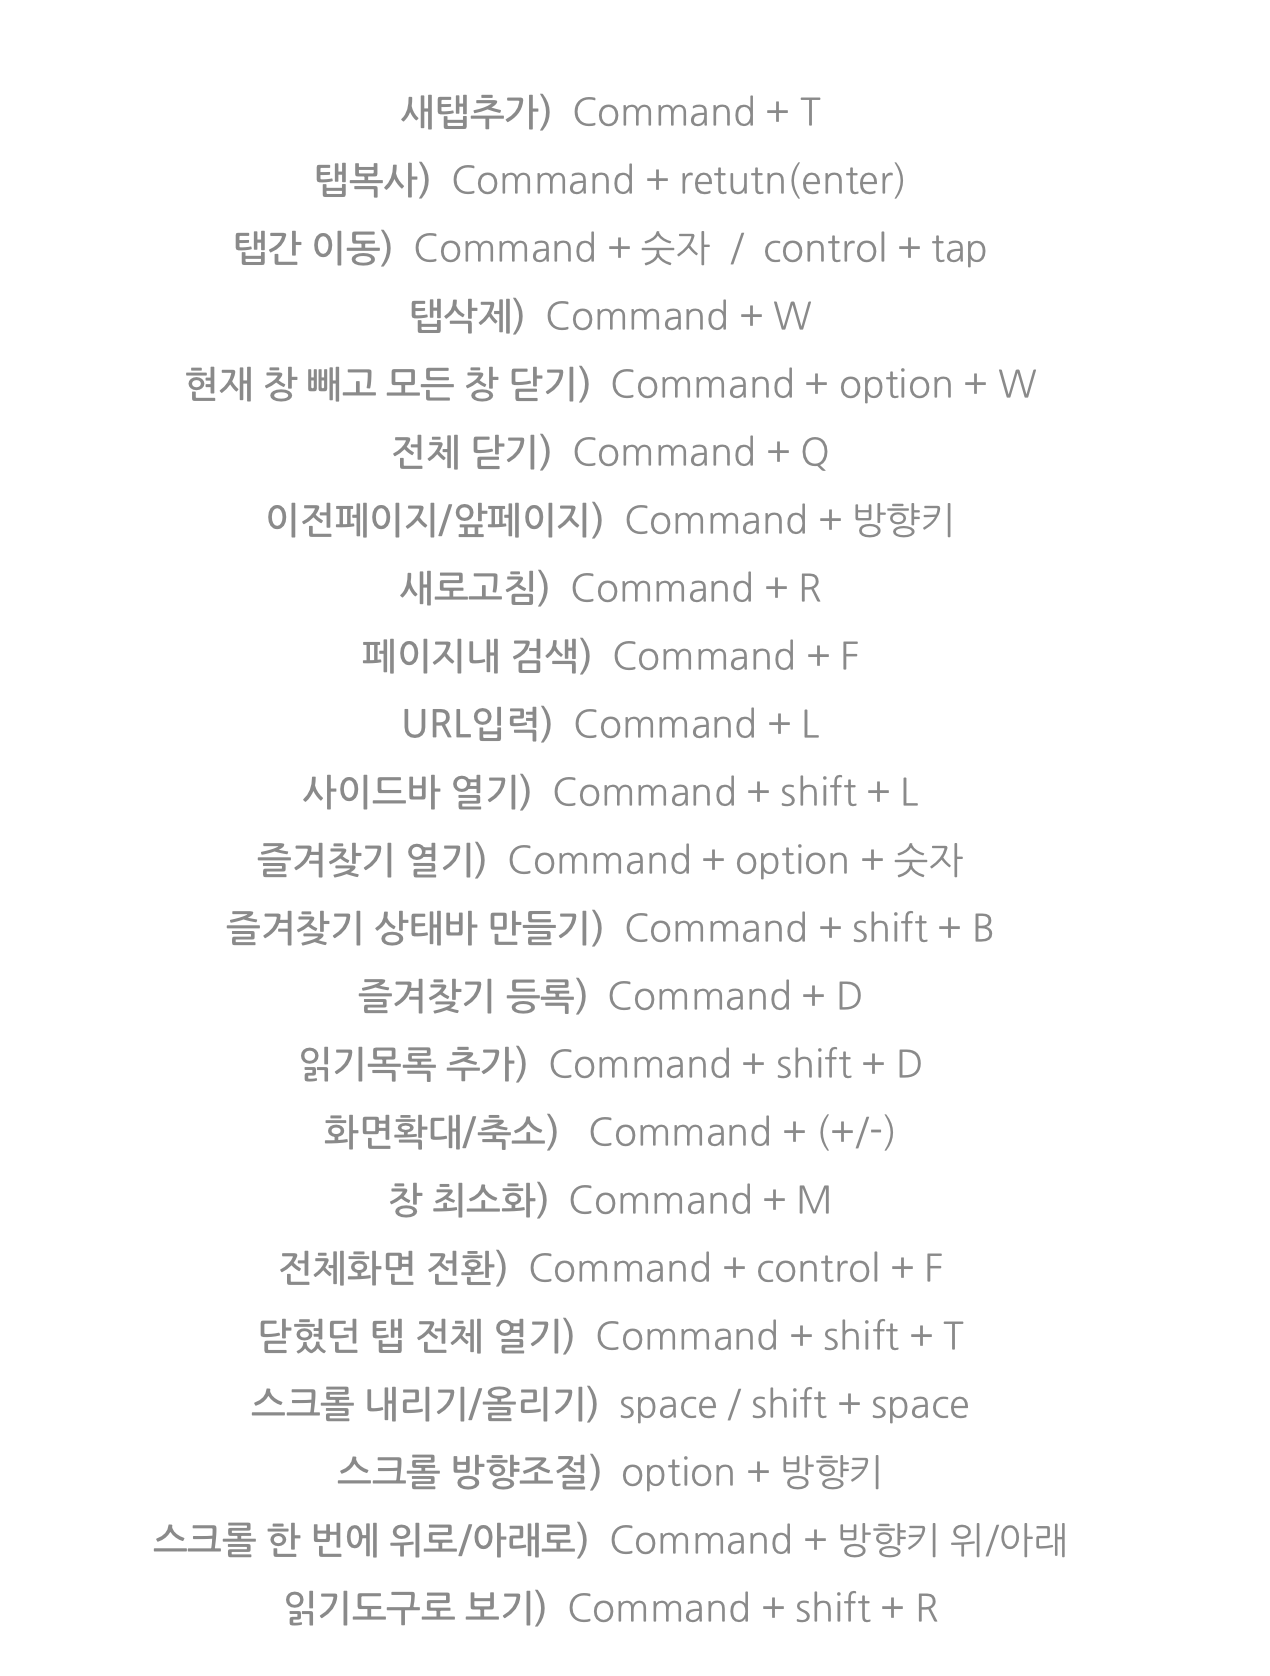 새탭추가) Command + T
탭복사) Command + retutn(enter)
탭간 이동) Command + 숫자 / control + tap
탭삭제) Command + W
현재 창 빼고 모든 창 닫기) Command + option + W
전체 닫기) Command + Q
이전페이지/앞페이지) Command + 방향키
새로고침) Command + R
페이지내 검색) Command + F
URL입력) Command + L
사이드바 열기) Command + shift + L
즐겨찾기 열기) Command + option + 숫자
즐겨찾기 상태바 만들기) Command + shift + B
즐겨찾기 등록) Command + D
읽기목록 추가) Command + shift + D
화면확대/축소) Command + (+/-)
창 최소화) Command + M
전체화면 전환) Command + control + F
닫혔던 탭 전체 열기) Command + shift + T
스크롤 내리기/올리기) space / shift + space
스크롤 방향조절) option + 방향키
스크롤 한 번에 위로/아래로) Command + 방향키 위/아래
읽기도구로 보기) Command + shift + R